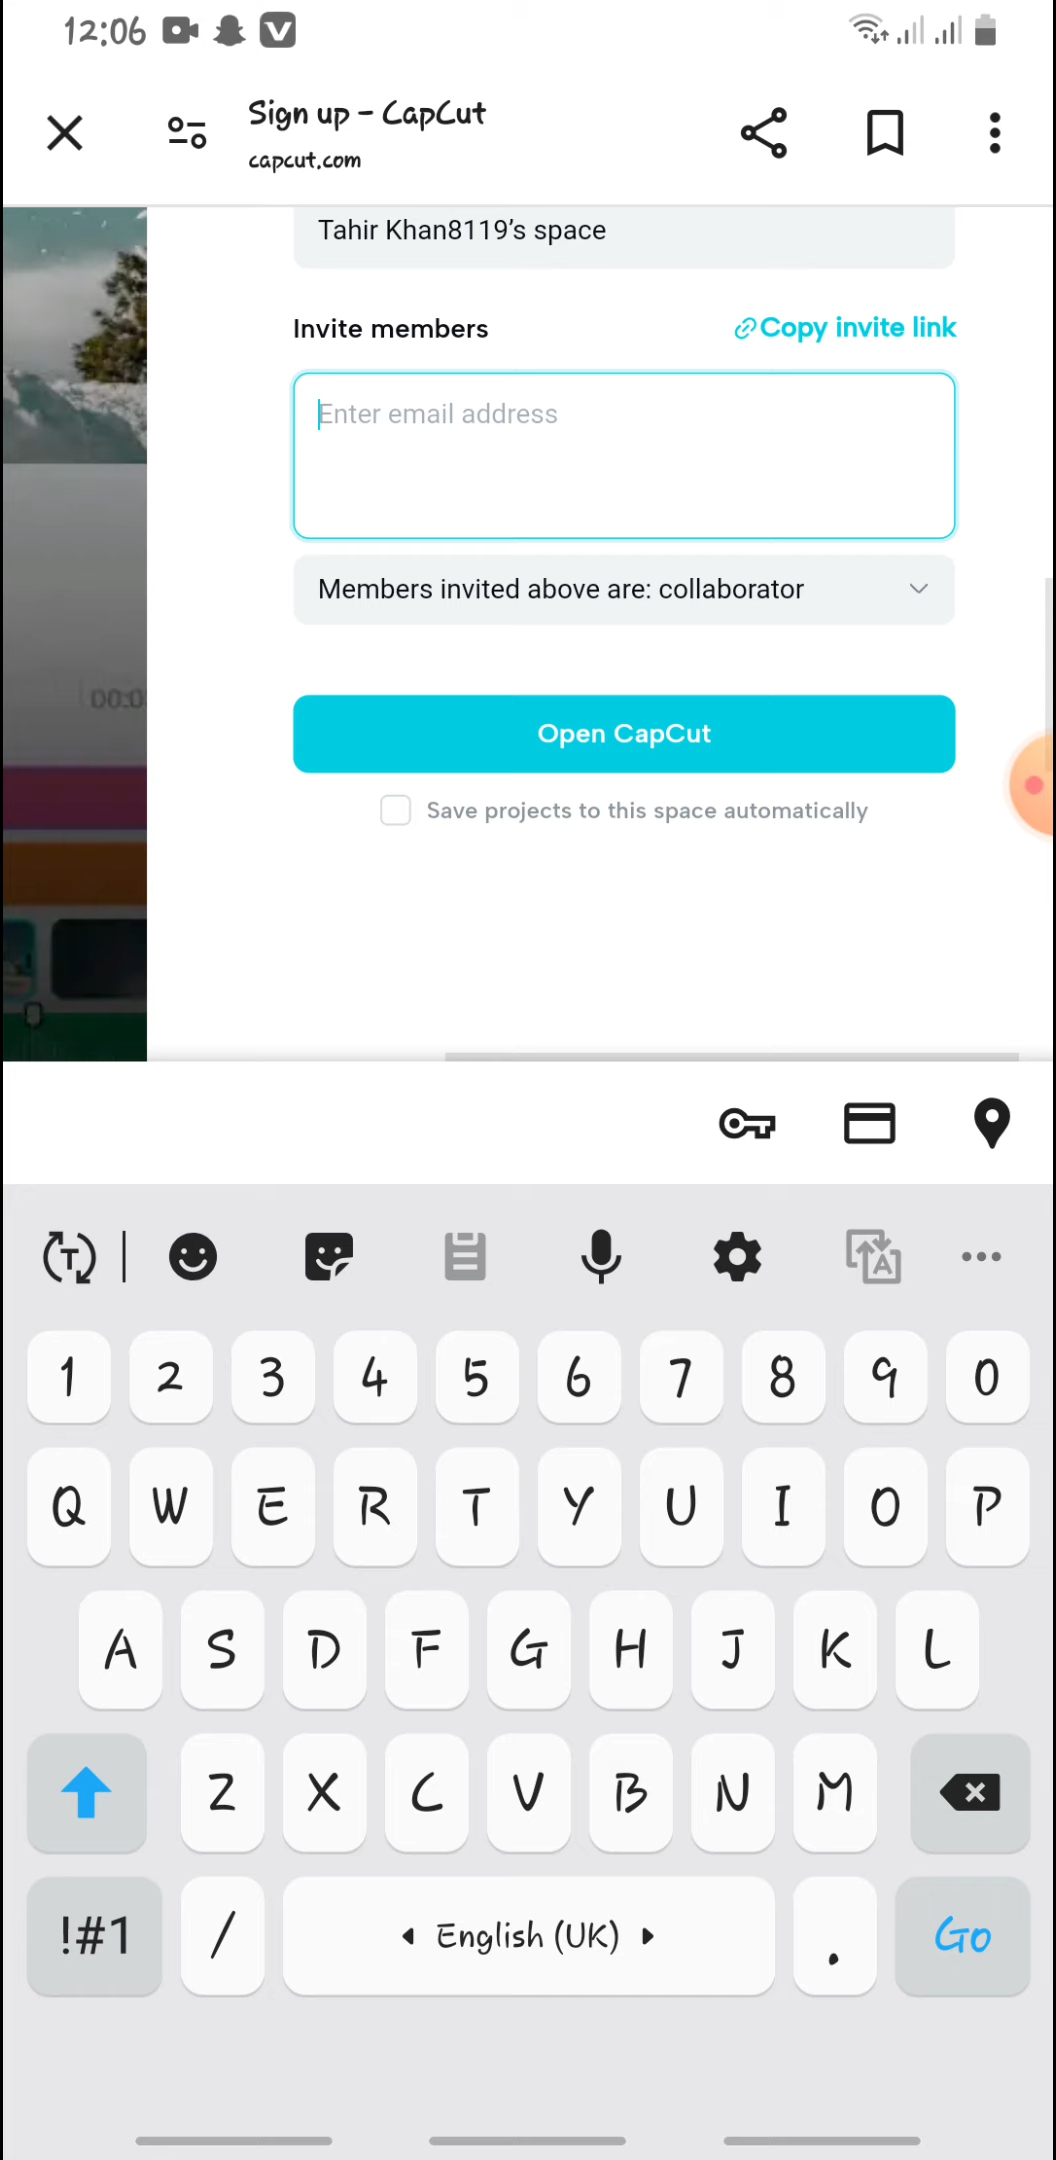 12:06
Sign up - CapCut
capcut.com
Tahir Khan8119’s space
Invite members
Copy invite link
Enter email address
Members invited above are: collaborator
00:0
Open CapCut
Save projects to this space automatically
T
A
1 2 3 4 5 6 7 8 9 0
Q W E R T Y U I O P
A S D F G H J K L
Z X C V B N M
!#1 / English (UK) . Go